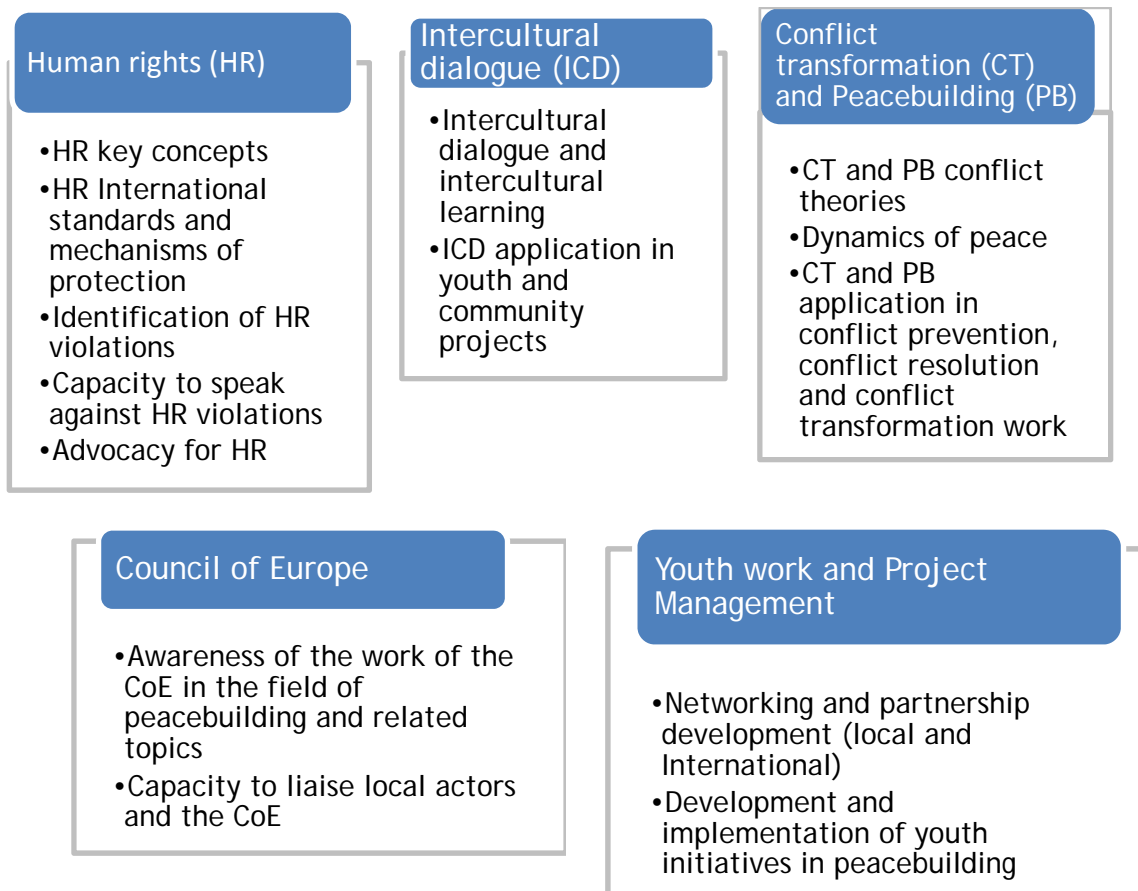 Human rights (HR)
•HR key concepts
•HR International
standards and
mechanisms of
protection
•Identification of HR
violations
•Capacity to speak
against HR violations
•Advocacy for HR
Intercultural
dialogue (ICD)
•Intercultural
dialogue and
intercultural
learning
•ICD application in
youth and
community
projects
Conflict
transformation (CT)
and Peacebuilding (PB)
•CT and PB conflict
theories
•Dynamics of peace
•CT and PB
application in
conflict prevention,
conflict resolution
and conflict
transformation work
Council of Europe
•Awareness of the work of the
CoE in the field of
peacebuilding and related
topics
•Capacity to liaise local actors
and the CoE
Youth work and Project
Management
•Networking and partnership
development (local and
International)
•Development and
implementation of youth
initiatives in peacebuilding